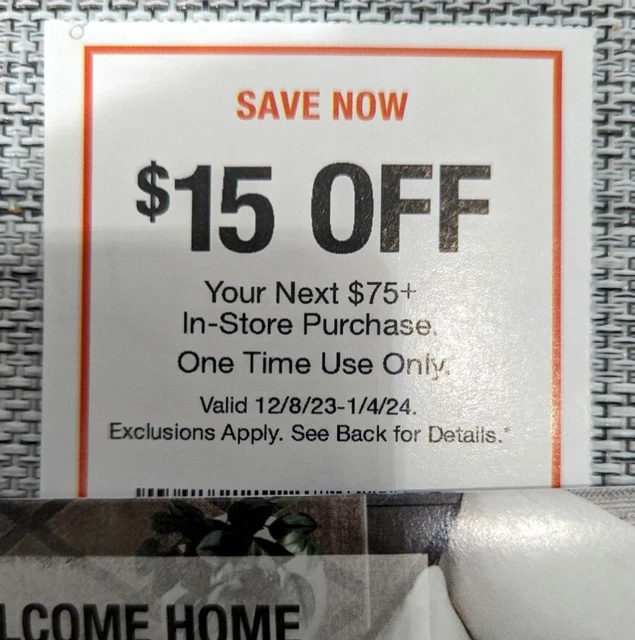 SAVE NOW
$15 OFF
Your Next $75+
In-Store Purchase.
One Time Use Only.
Valid 12/8/23-1/4/24.
Exclusions Apply. See Back for Details.*
LCOME HOME